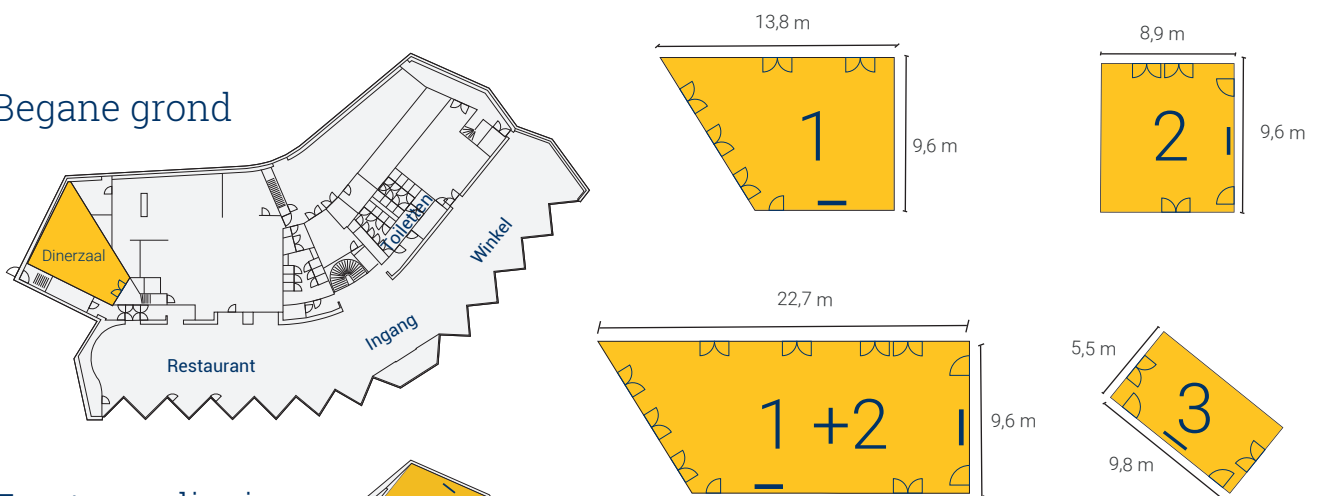 Begane grond
Dinerzaal
Restaurant
Ingang
Winkel
Toiletten
13,8 m
1
9,6 m
8,9 m
2
9,6 m
22,7 m
1 +2
9,6 m
5,5 m
3
9,8 m